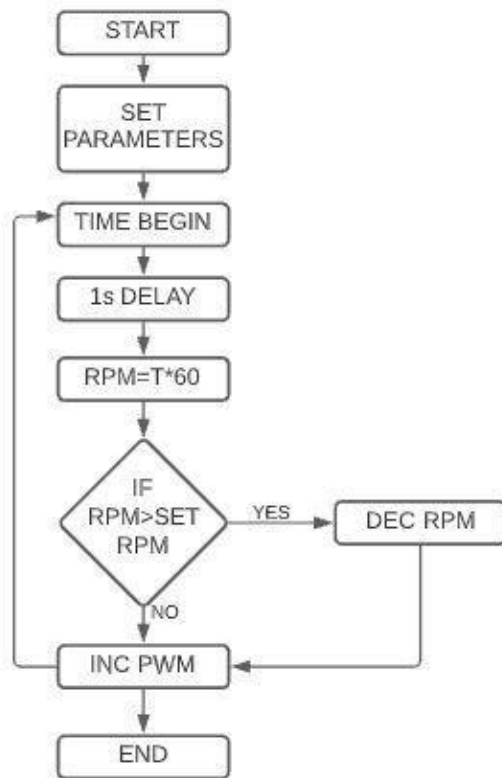 START
SET
PARAMETERS
TIME BEGIN
1s DELAY
RPM=T*60
IF
RPM>SET
RPM
YES
DEC RPM
NO
INC PWM
END